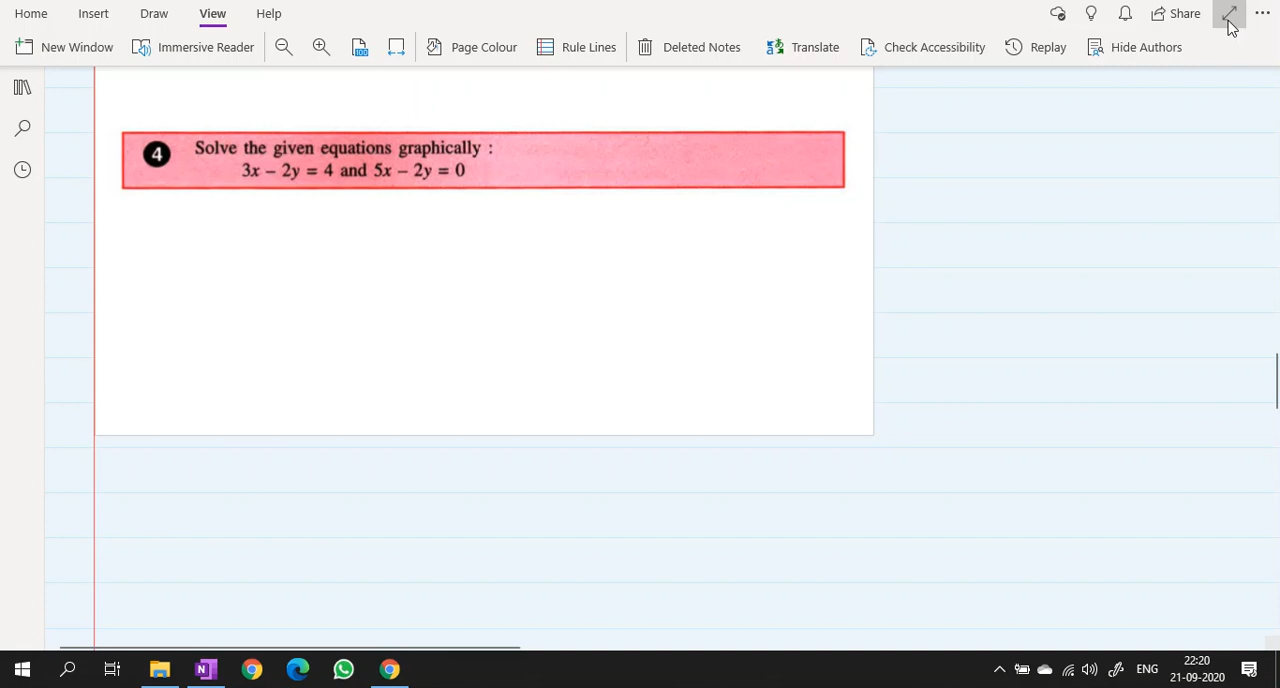 Home Insert Draw View Help Share
New Window Immersive Reader 100 Page Colour Rule Lines Deleted Notes Translate Check Accessibility Replay Hide Authors
4 Solve the given equations graphically :
3x – 2y = 4 and 5x – 2y = 0
ENG 22:20
21-09-2020